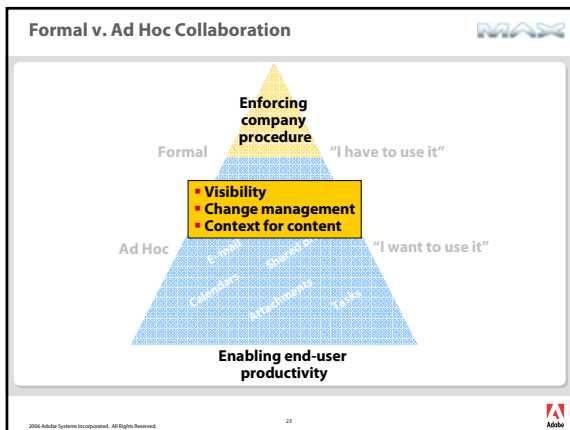 Formal v. Ad Hoc Collaboration
MAX
Enforcing
company
procedure
Formal
"I have to use it"
▪ Visibility
▪ Change management
▪ Context for content
Ad Hoc
"I want to use it"
E-mail
Calendars
Attachments
Tasks
Enabling end-user
productivity
2006 Adobe Systems Incorporated. All Rights Reserved.
23
Adobe